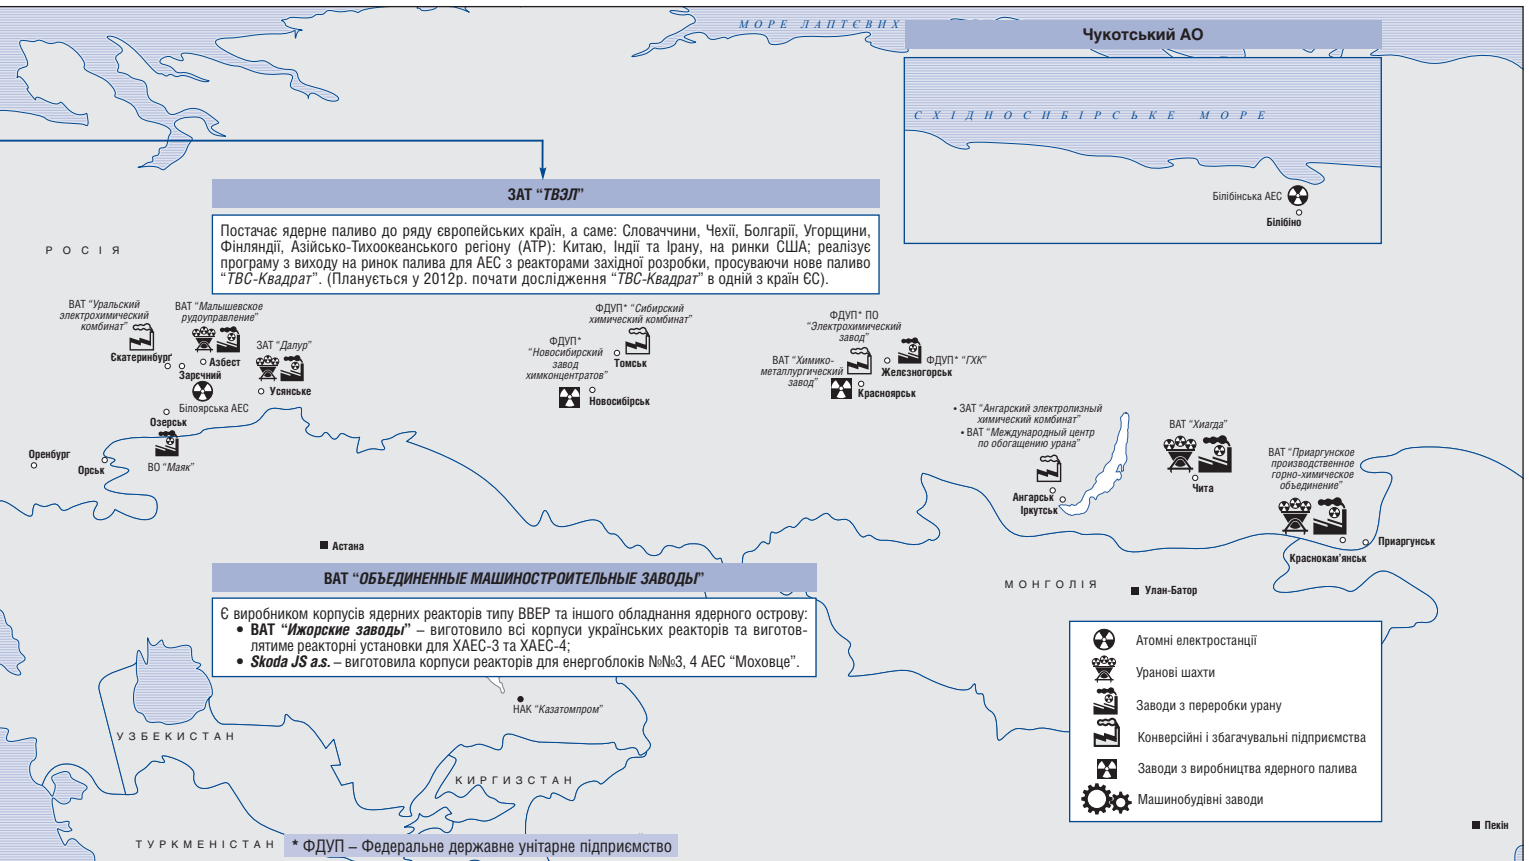 МОРЕ ЛАПТЄВИХ
Чукотський АО
СХІДНОСИБІРСЬКЕ МОРЕ
Білібінська АЕС
Білібіно
ЗАТ “ТВЭЛ”
Постачає ядерне паливо до ряду європейських країн, а саме: Словаччини, Чехії, Болгарії, Угорщини,
Фінляндії, Азійсько-Тихоокеанського регіону (АТР): Китаю, Індії та Ірану, на ринки США; реалізує
програму з виходу на ринок палива для АЕС з реакторами західної розробки, просуваючи нове паливо
“ТВС-Квадрат”. (Планується у 2012р. почати дослідження “ТВС-Квадрат” в одній з країн ЄС).
РОСІЯ
ВАТ “Уральский
электрохимический
комбинат”
Єкатеринбург
ВАТ “Малышевское
рудоуправление”
Азбест
Зарєчний
Білоярська АЕС
ЗАТ “Далур”
Усянське
Озерськ
ВО “Маяк”
Оренбург
Орськ
ФДУП* “Сибирский
химический комбинат”
Томськ
ФДУП*
“Новосибирский
завод
химконцентратов”
Новосибірськ
ФДУП* ПО
“Электрохимический
завод”
ВАТ “Химико-
металлургический
завод”
ФДУП* “ГХК”
Желєзногорськ
Красноярськ
• ЗАТ “Ангарский электролизный
химический комбинат”
• ВАТ “Международный центр
по обогащению урана”
Ангарськ
Іркутськ
ВАТ “Хиагда”
Чита
ВАТ “Приаргунское
производственное
горно-химическое
объединение”
Приаргунськ
Краснокам'янськ
Астана
ВАТ “ОБЪЕДИНЕННЫЕ МАШИНОСТРОИТЕЛЬНЫЕ ЗАВОДЫ”
Є виробником корпусів ядерних реакторів типу ВВЕР та іншого обладнання ядерного острову:
• ВАТ “Ижорские заводы” – виготовило всі корпуси українських реакторів та виготов-
лятиме реакторні установки для ХАЕС-3 та ХАЕС-4;
• Skoda JS a.s. – виготовила корпуси реакторів для енергоблоків №№3, 4 АЕС “Моховце”.
НАК “Казатомпром”
МОНГОЛІЯ
Улан-Батор
Атомні електростанції
Уранові шахти
Заводи з переробки урану
Конверсійні і збагачувальні підприємства
Заводи з виробництва ядерного палива
Машинобудівні заводи
Пекін
УЗБЕКИСТАН
КИРГИЗСТАН
ТУРКМЕНІСТАН
* ФДУП – Федеральне державне унітарне підприємство